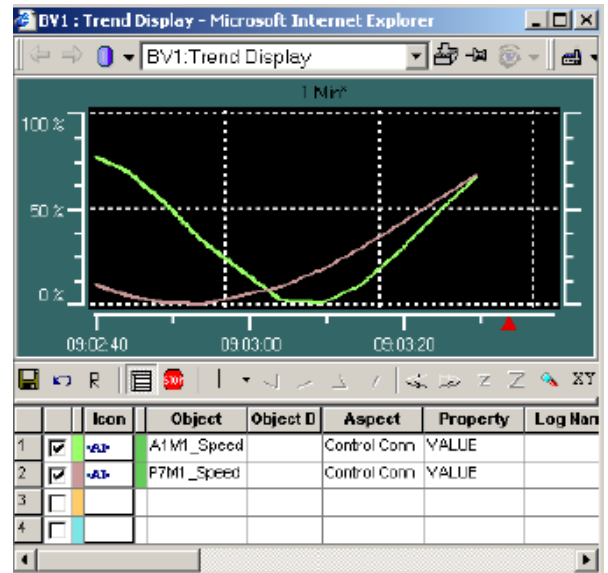 BV1 : Trend Display - Microsoft Internet Explorer
BV1:Trend Display
1 Min*
100 %
50 %
0 %
09:02:40 09:03:00 09:03:20
R STOP XY
Icon Object Object D Aspect Property Log Nam
1 AI A1M1_Speed Control Conn VALUE
2 AI P7M1_Speed Control Conn VALUE
3
4